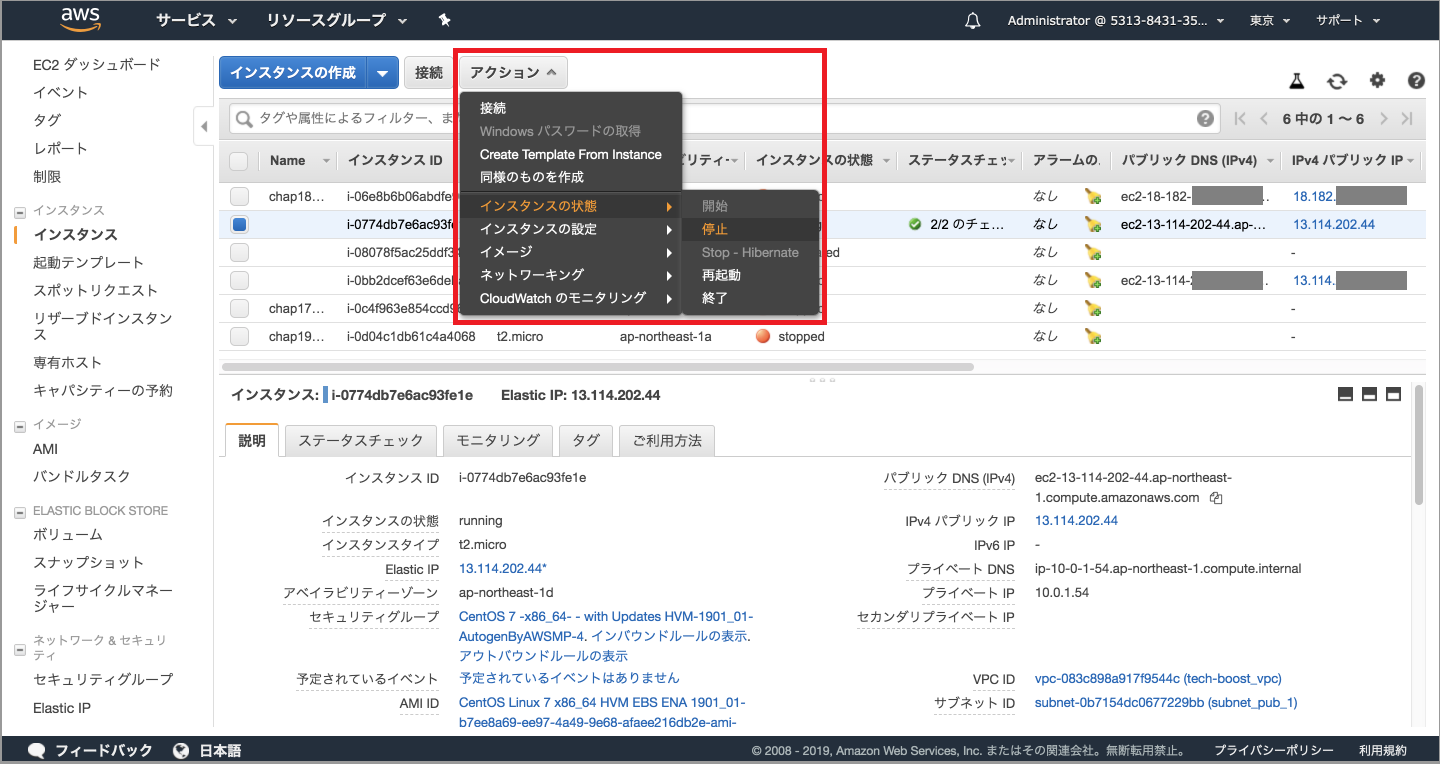 aws サービス リソースグループ Administrator @ 5313-8431-35... 東京 サポート
EC2 ダッシュボード
イベント
タグ
レポート
制限
インスタンス
インスタンス
起動テンプレート
スポットリクエスト
リザーブドインスタン
ス
専有ホスト
キャパシティーの予約
イメージ
AMI
バンドルタスク
ELASTIC BLOCK STORE
ボリューム
スナップショット
ライフサイクルマネー
ジャー
ネットワーク & セキュリ
ティ
セキュリティグループ
Elastic IP
インスタンスの作成 接続 アクション
タグや属性によるフィルター、 6 中の 1 ~ 6
接続
Windows パスワードの取得
Create Template From Instance
同様のものを作成
インスタンスの状態
インスタンスの設定
イメージ
ネットワーキング
CloudWatch のモニタリング
開始
停止
Stop - Hibernate
再起動
終了
Name インスタンス ID インスタンスの状態 ステータスチェッ アラームの. パブリック DNS (IPv4) IPv4 パブリック IP
chap18... i-06e8b6b06abdfe なし ec2-18-182- 18.182.
i-0774db7e6ac93fe 2/2 のチェ... なし ec2-13-114-202-44.ap-... 13.114.202.44
i-08078f5ac25ddf3 なし -
i-0bb2dcef63e6de なし ec2-13-114- 13.114.
chap17... i-0c4f963e854ccd9 なし -
chap19... i-0d04c1db61c4a4068 t2.micro ap-northeast-1a stopped なし -
インスタンス: i-0774db7e6ac93fe1e Elastic IP: 13.114.202.44
説明 ステータスチェック モニタリング タグ ご利用方法
インスタンス ID i-0774db7e6ac93fe1e
インスタンスの状態 running
インスタンスタイプ t2.micro
Elastic IP 13.114.202.44*
アベイラビリティーゾーン ap-northeast-1d
セキュリティグループ CentOS 7 -x86_64- - with Updates HVM-1901_01-
AutogenByAWSMP-4. インバウンドルールの表示.
アウトバウンドルールの表示
予定されているイベント 予定されているイベントはありません
AMI ID CentOS Linux 7 x86_64 HVM EBS ENA 1901_01-
b7ee8a69-ee97-4a49-9e68-afaee216db2e-ami-
パブリック DNS (IPv4) ec2-13-114-202-44.ap-northeast-
1.compute.amazonaws.com
IPv4 パブリック IP 13.114.202.44
IPv6 IP -
プライベート DNS ip-10-0-1-54.ap-northeast-1.compute.internal
プライベート IP 10.0.1.54
セカンダリプライベート IP
VPC ID vpc-083c898a917f9544c (tech-boost_vpc)
サブネット ID subnet-0b7154dc0677229bb (subnet_pub_1)
フィードバック 日本語 © 2008 - 2019, Amazon Web Services, Inc. またはその関連会社。無断転用禁止。 プライバシーポリシー 利用規約